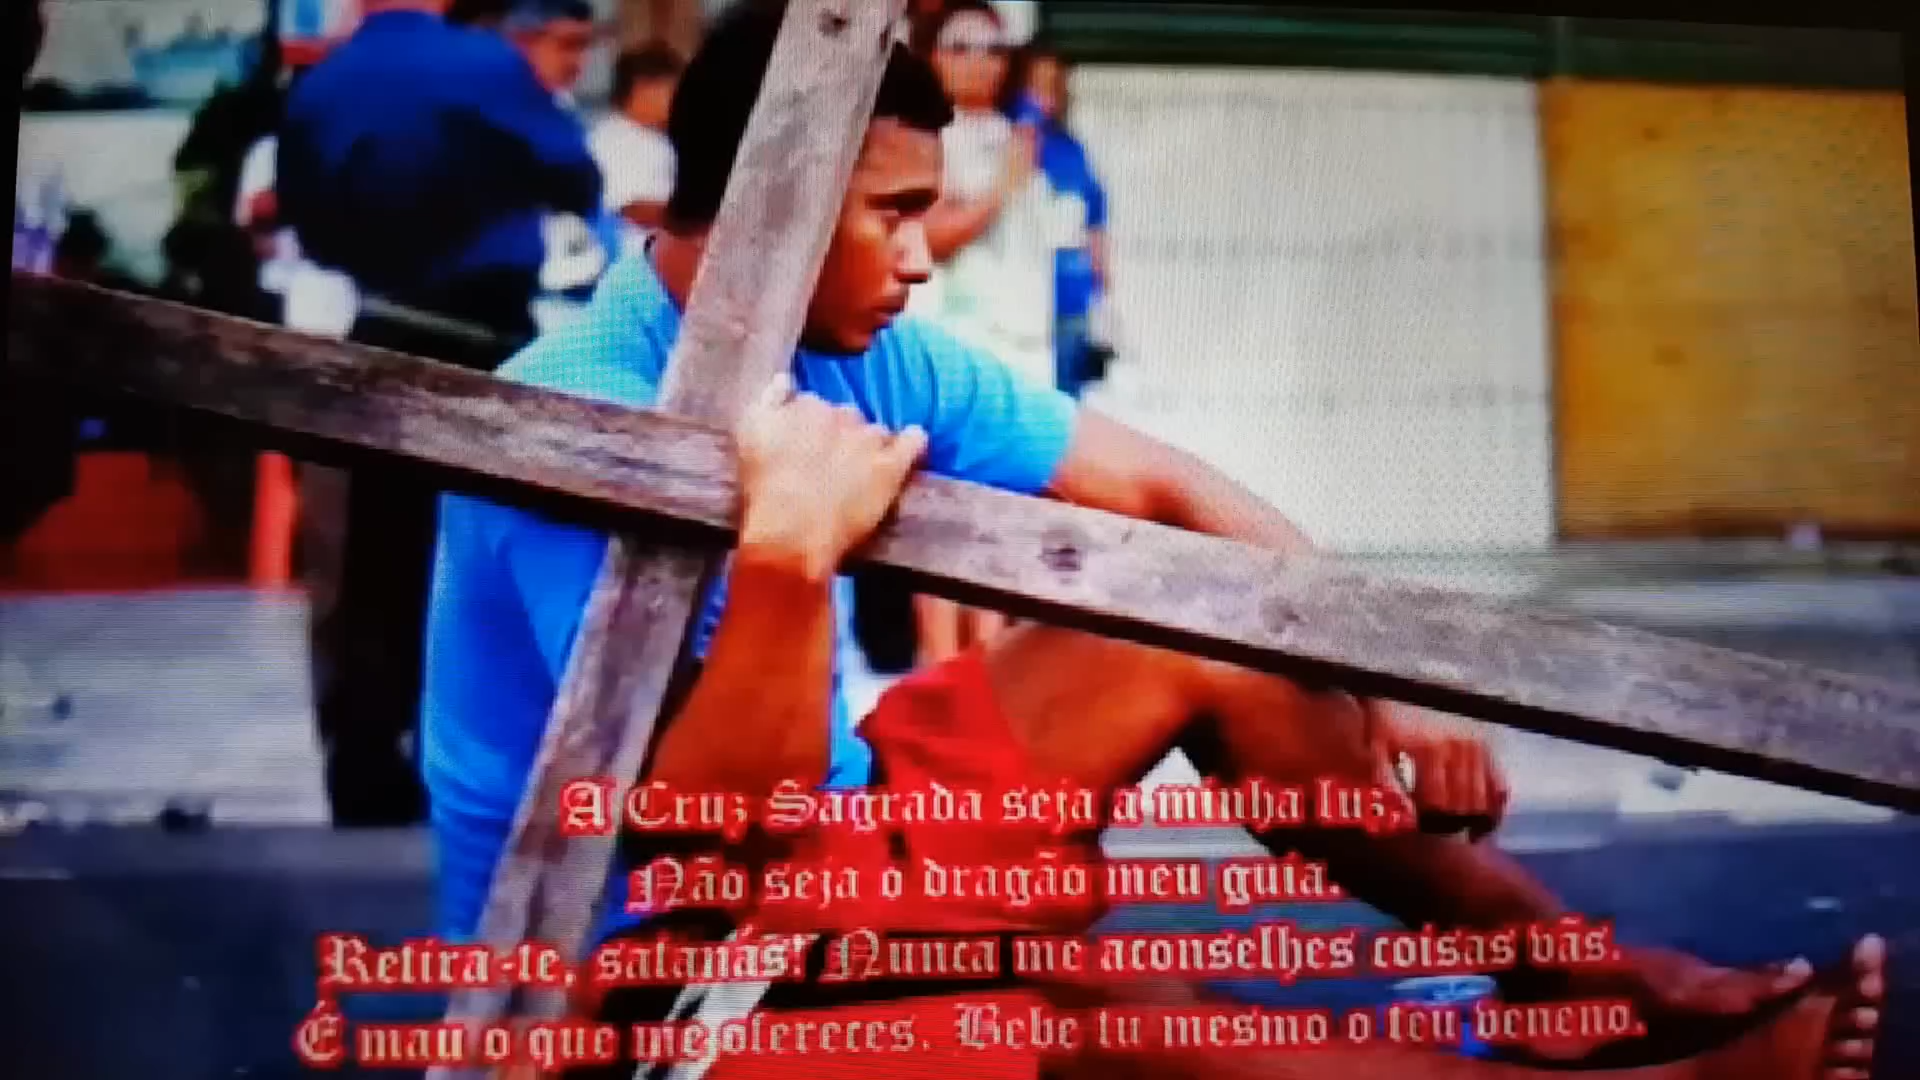 A Cruz Sagrada seja a minha luz,
Não seja o dragão meu guia.
Retira-te, satanás! Nunca me aconselhes coisas vãs.
É mau o que me ofereces. Bebe tu mesmo o teu veneno.